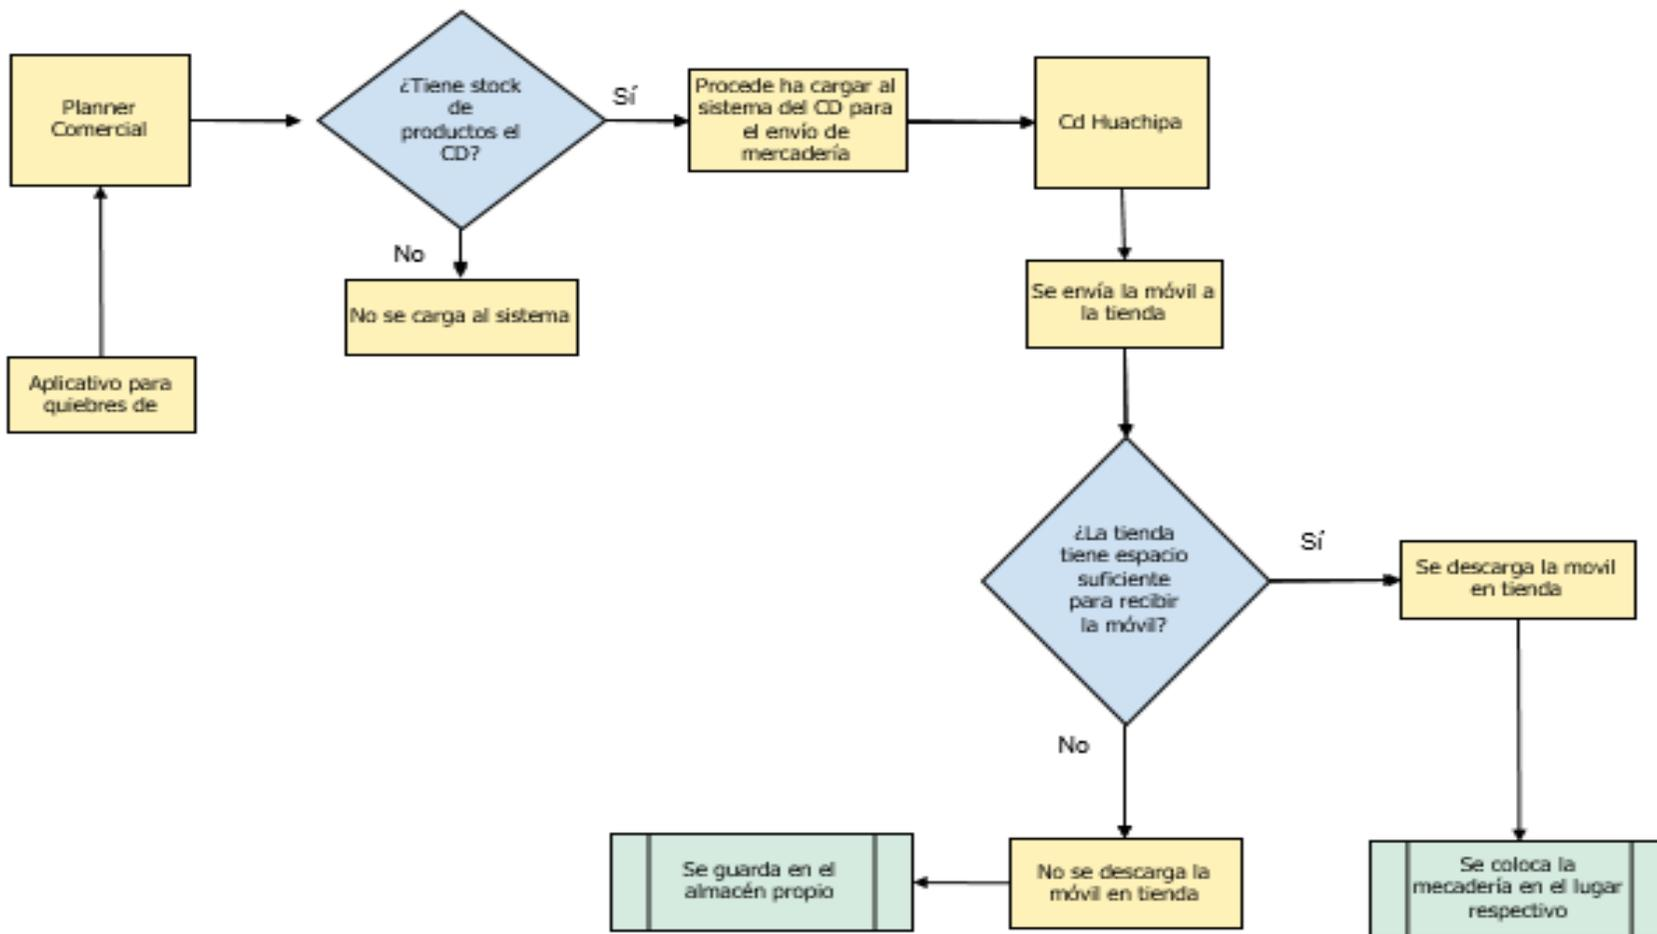 Planner
Comercial
¿Tiene stock
de
productos el
CD?
Sí
Procede ha cargar al
sistema del CD para
el envío de
mercadería
Cd Huachipa
No
No se carga al sistema
Se envía la móvil a
la tienda
Aplicativo para
quiebres de
¿La tienda
tiene espacio
suficiente
para recibir
la móvil?
Sí
Se descarga la movil
en tienda
No
Se guarda en el
almacén propio
No se descarga la
móvil en tienda
Se coloca la
mecadería en el lugar
respectivo